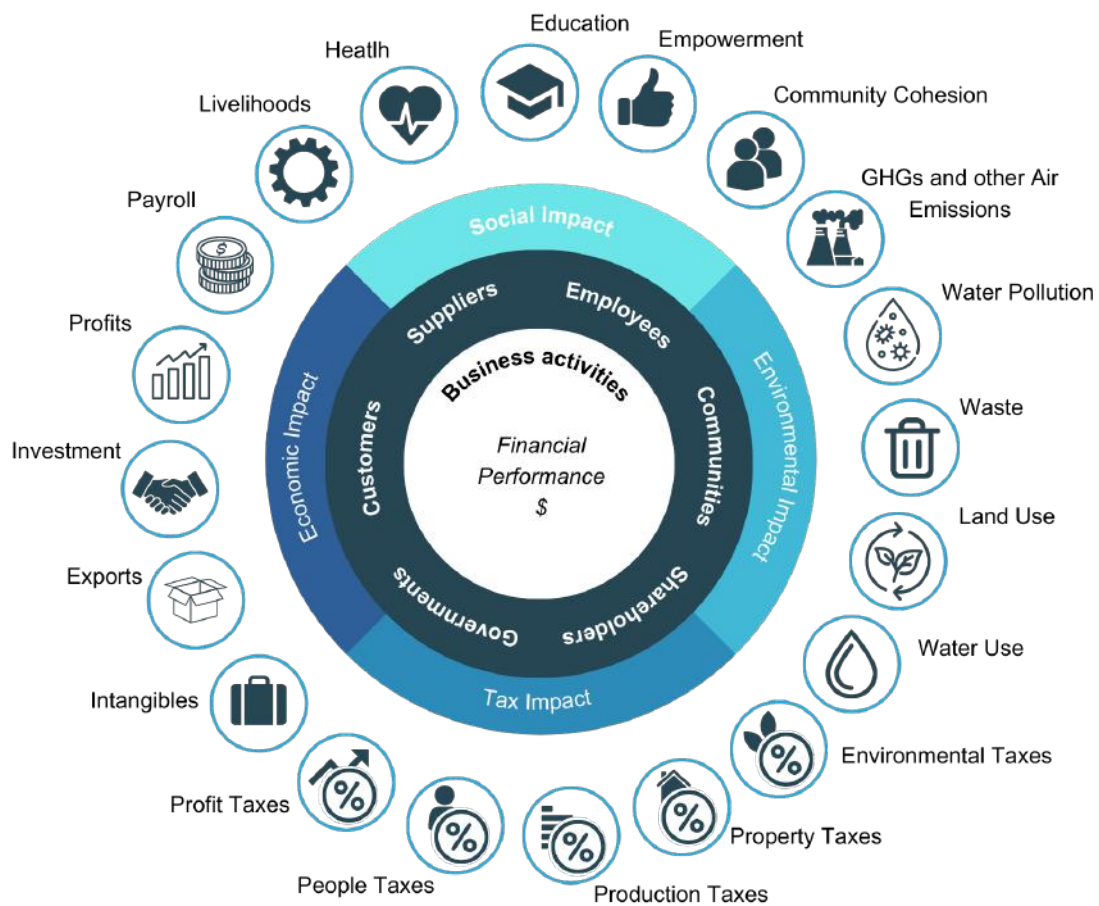 Education
Empowerment
Community Cohesion
GHGs and other Air
Emissions
Water Pollution
Waste
Land Use
Water Use
Environmental Taxes
Property Taxes
Production Taxes
People Taxes
Profit Taxes
Intangibles
Exports
Investment
Profits
Payroll
Livelihoods
Heatlh
$
%
%
%
%
%
Social Impact
Environmental Impact
Tax Impact
Economic Impact
Suppliers
Employees
Communities
Shareholders
Governments
Customers
Business activities
Financial
Performance
$